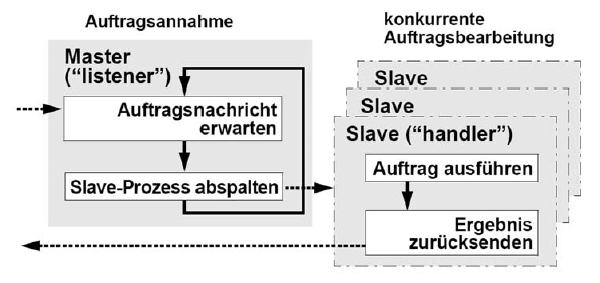 Auftragsannahme
konkurrente
Auftragsbearbeitung
Master
(“listener”)
Auftragsnachricht
erwarten
Slave-Prozess abspalten
Slave
Slave
Slave (“handler”)
Auftrag ausführen
Ergebnis
zurücksenden